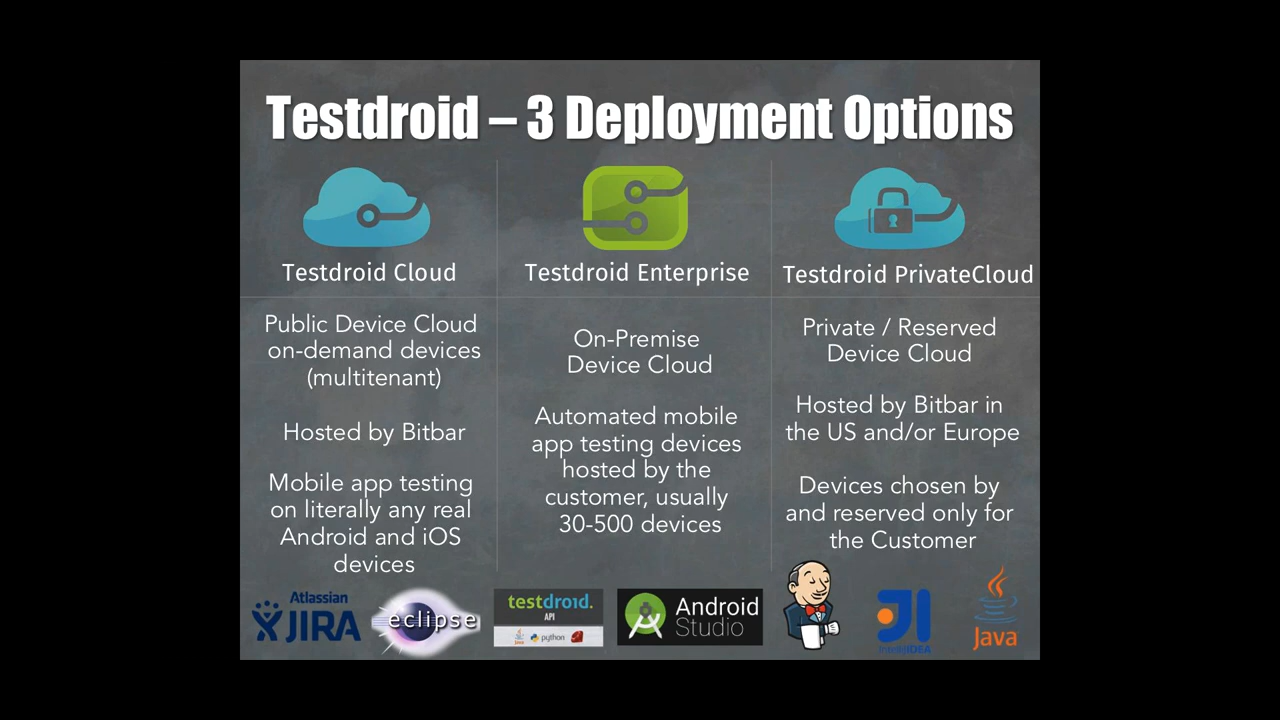 Testdroid – 3 Deployment Options
Testdroid Cloud
Public Device Cloud
on-demand devices
(multitenant)
Hosted by Bitbar
Mobile app testing
on literally any real
Android and iOS
devices
Testdroid Enterprise
On-Premise
Device Cloud
Automated mobile
app testing devices
hosted by the
customer, usually
30-500 devices
Testdroid PrivateCloud
Private / Reserved
Device Cloud
Hosted by Bitbar in
the US and/or Europe
Devices chosen by
and reserved only for
the Customer
Atlassian
JIRA
eclipse
testdroid.
API
Java
python
Android
Studio
JI
IntelliJIDEA
Java